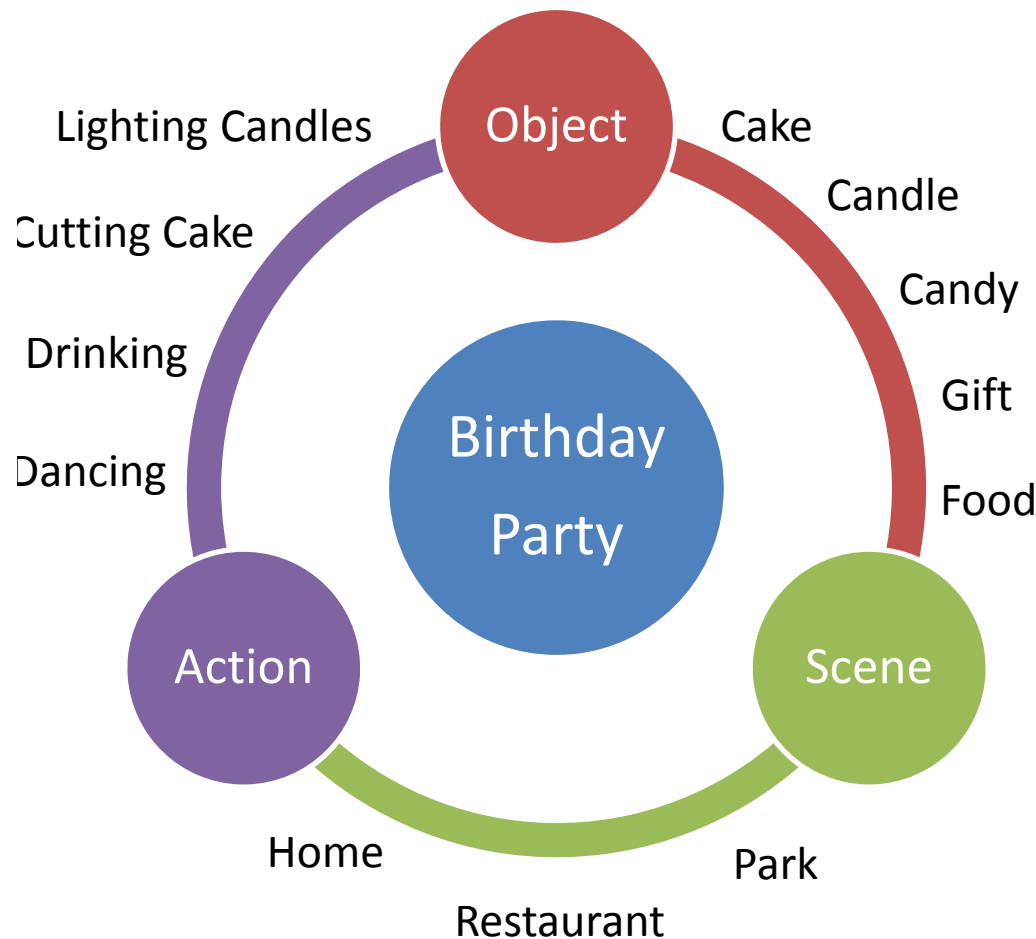 Object
Cake
Candle
Candy
Gift
Food
Scene
Park
Restaurant
Home
Action
Dancing
Drinking
Cutting Cake
Lighting Candles
Birthday
Party